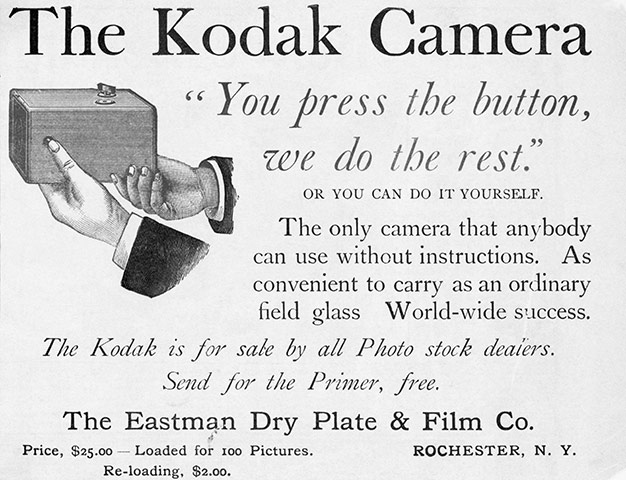 The Kodak Camera
"You press the button,
we do the rest."
OR YOU CAN DO IT YOURSELF.
The only camera that anybody
can use without instructions. As
convenient to carry as an ordinary
field glass World-wide success.
The Kodak is for sale by all Photo stock dealers.
Send for the Primer, free.
The Eastman Dry Plate & Film Co.
Price, $25.00 — Loaded for 100 Pictures. ROCHESTER, N. Y.
Re-loading, $2.00.